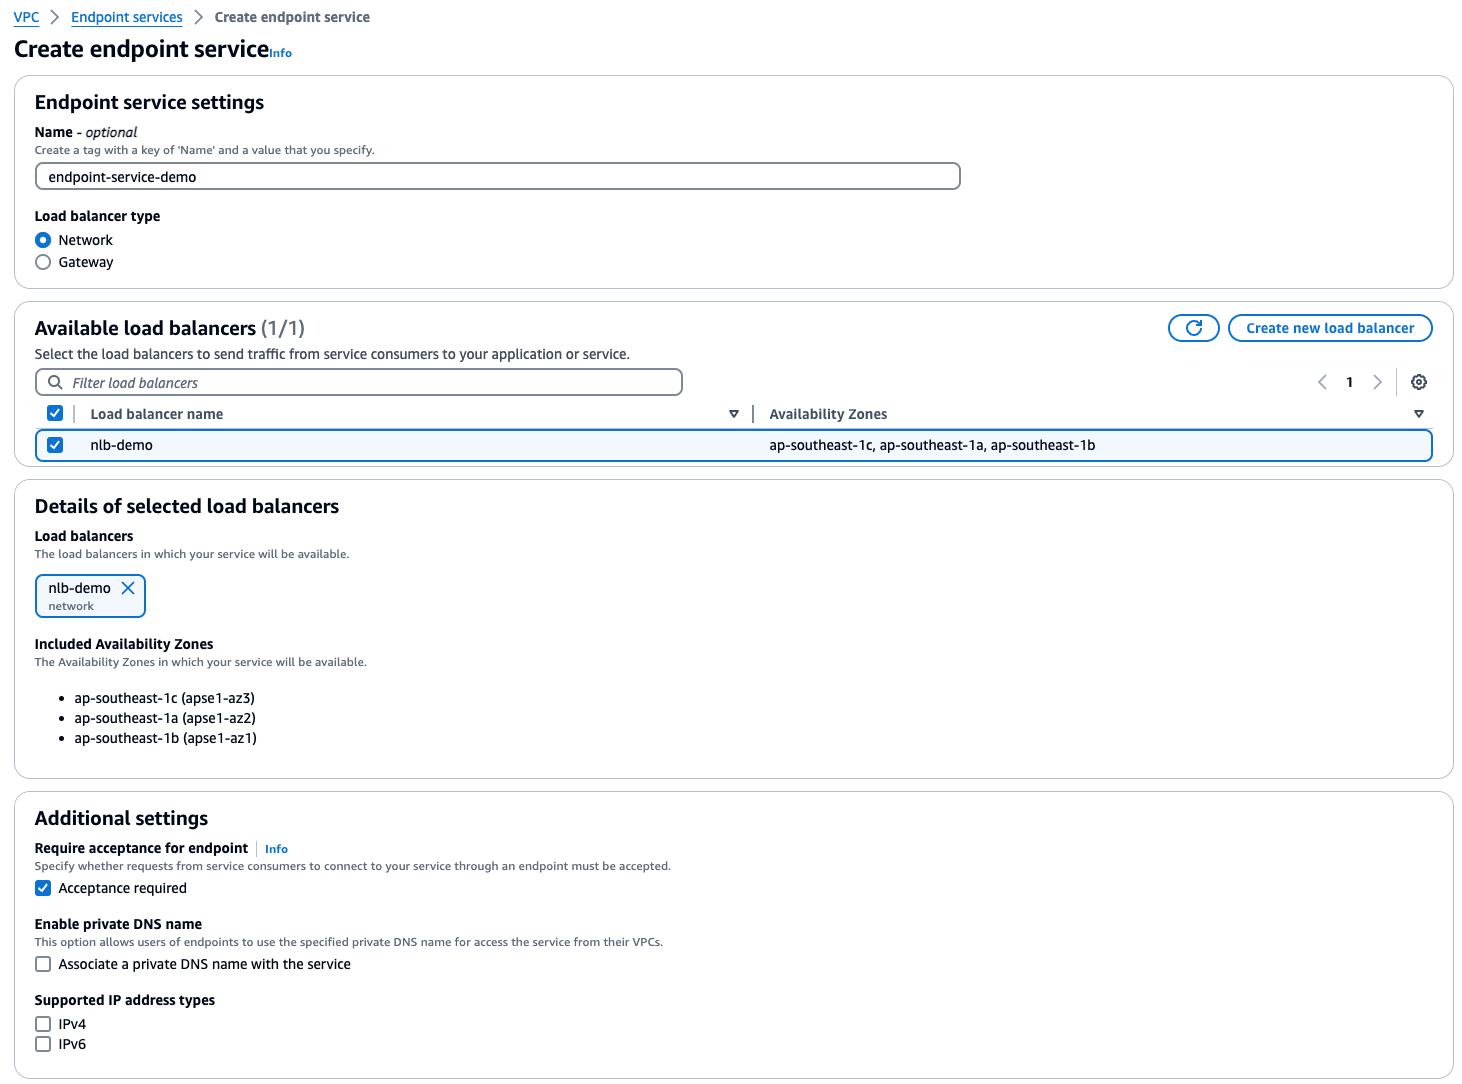 VPC > Endpoint services > Create endpoint service
Create endpoint service Info
Endpoint service settings
Name - optional
Create a tag with a key of 'Name' and a value that you specify.
endpoint-service-demo
Load balancer type
Network
Gateway
Available load balancers (1/1)
Create new load balancer
Select the load balancers to send traffic from service consumers to your application or service.
Filter load balancers
1
Load balancer name
Availability Zones
nlb-demo
ap-southeast-1c, ap-southeast-1a, ap-southeast-1b
Details of selected load balancers
Load balancers
The load balancers in which your service will be available.
nlb-demo
network
Included Availability Zones
The Availability Zones in which your service will be available.
• ap-southeast-1c (apse1-az3)
• ap-southeast-1a (apse1-az2)
• ap-southeast-1b (apse1-az1)
Additional settings
Require acceptance for endpoint Info
Specify whether requests from service consumers to connect to your service through an endpoint must be accepted.
Acceptance required
Enable private DNS name
This option allows users of endpoints to use the specified private DNS name for access the service from their VPCs.
Associate a private DNS name with the service
Supported IP address types
IPv4
IPv6